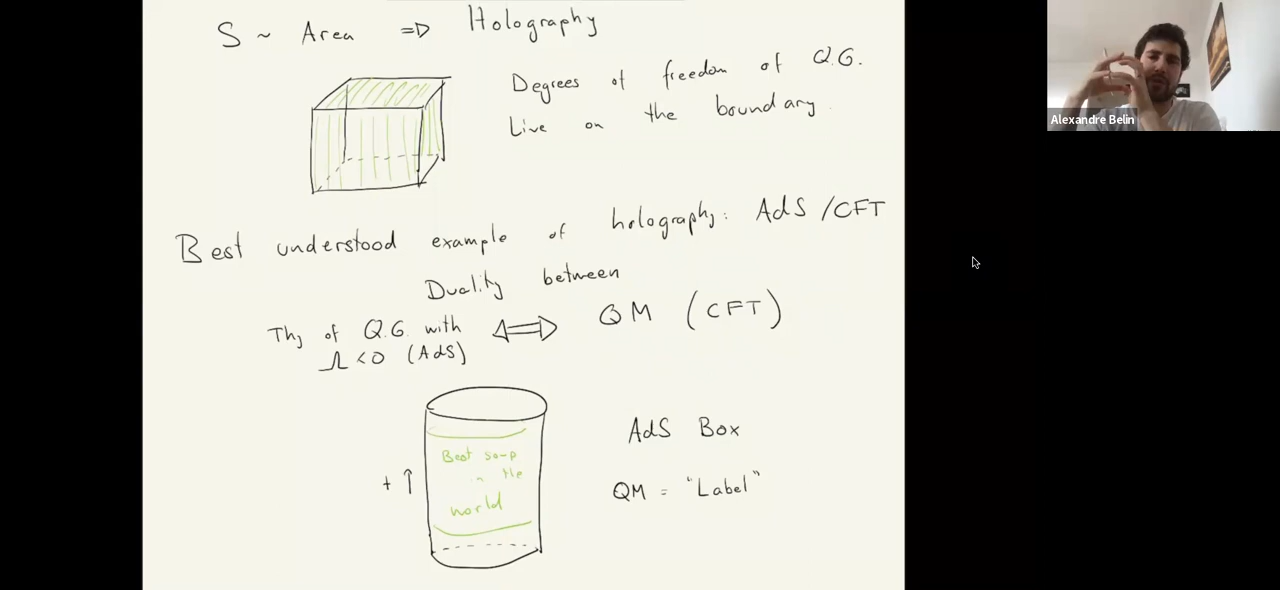 S ~ Area ⇒ Holography
Degrees of freedom of Q.G.
Live on the boundary.
Best understood example of holography: AdS / CFT
Duality between
Thy of Q.G. with ⟺ QM (CFT)
Λ < 0 (AdS)
Best soup
in the
world
t ↑
AdS Box
QM = "Label"
Alexandre Belin